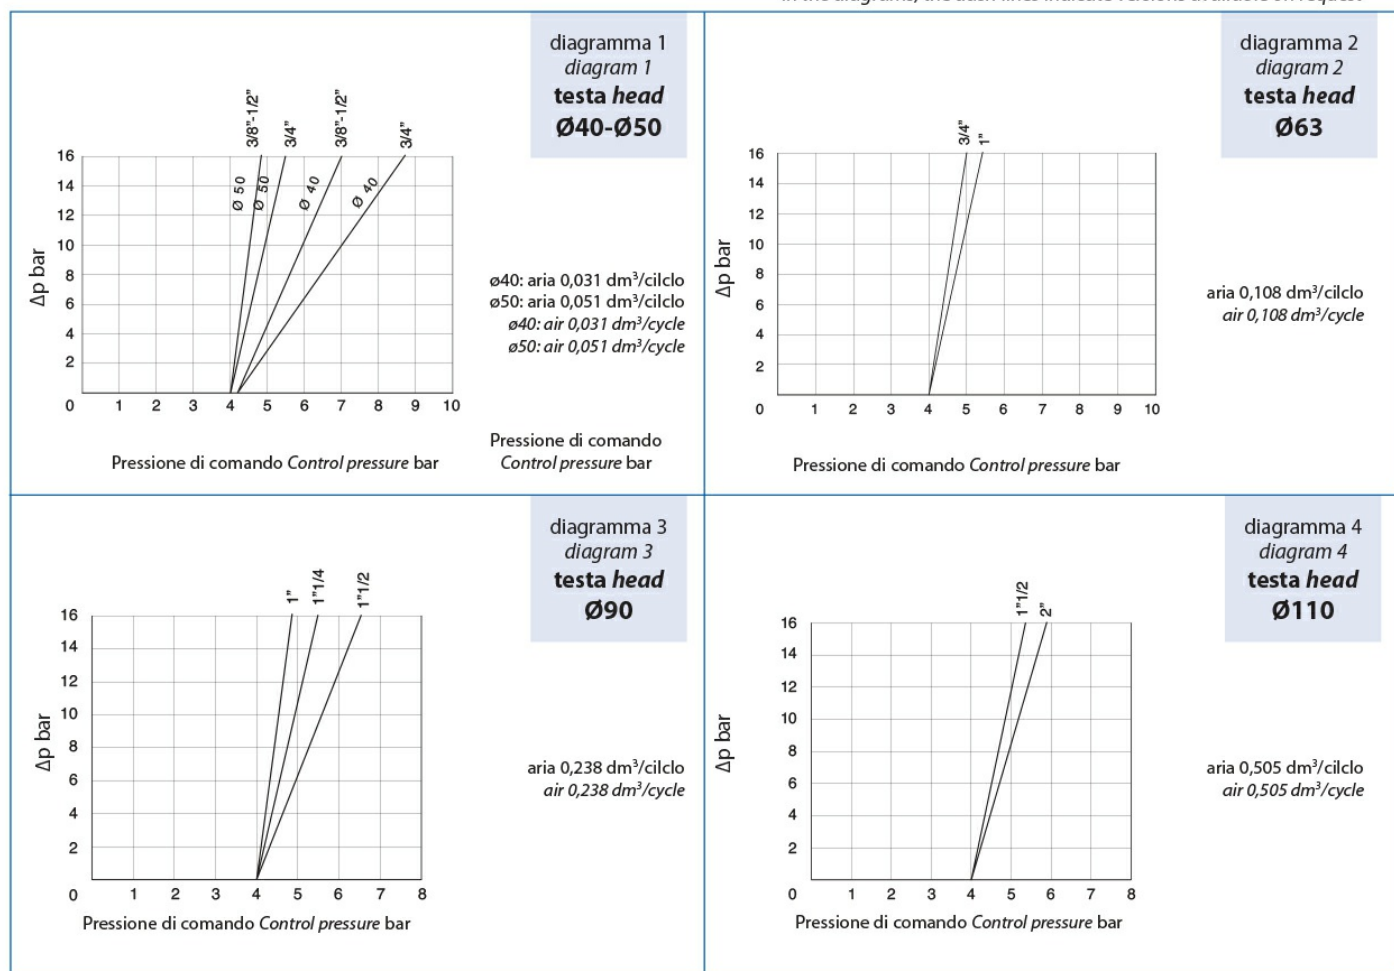 in the diagrams, the dash lines indicate versions available on request
diagramma 1
diagram 1
testa head
Ø40-Ø50
3/8"-1/2"
3/4"
3/8"-1/2"
3/4"
Ø 50
Ø 50
Ø 40
Ø 40
16
14
12
10
8
6
4
2
0 1 2 3 4 5 6 7 8 9 10
Δp bar
ø40: aria 0,031 dm³/cilclo
ø50: aria 0,051 dm³/cilclo
ø40: air 0,031 dm³/cycle
ø50: air 0,051 dm³/cycle
Pressione di comando
Control pressure bar
Pressione di comando Control pressure bar
diagramma 2
diagram 2
testa head
Ø63
3/4"
1"
16
14
12
10
8
6
4
2
0 1 2 3 4 5 6 7 8 9 10
Δp bar
aria 0,108 dm³/cilclo
air 0,108 dm³/cycle
Pressione di comando Control pressure bar
diagramma 3
diagram 3
testa head
Ø90
1"
1"1/4
1"1/2
16
14
12
10
8
6
4
2
0 1 2 3 4 5 6 7 8
Δp bar
aria 0,238 dm³/cilclo
air 0,238 dm³/cycle
Pressione di comando Control pressure bar
diagramma 4
diagram 4
testa head
Ø110
1"1/2
2"
16
14
12
10
8
6
4
2
0 1 2 3 4 5 6 7 8
Δp bar
aria 0,505 dm³/cilclo
air 0,505 dm³/cycle
Pressione di comando Control pressure bar